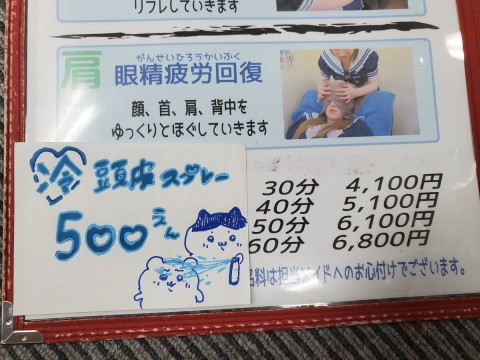 リフレしていきます
肩
がんせいひろうかいふく
眼精疲労回復
顔、首、肩、背中を
ゆっくりとほぐしていきます
冷 頭皮スプレー
500えん
30分 4,100円
40分 5,100円
50分 6,100円
60分 6,800円
名料は担当メイドへのお心付けでございます。